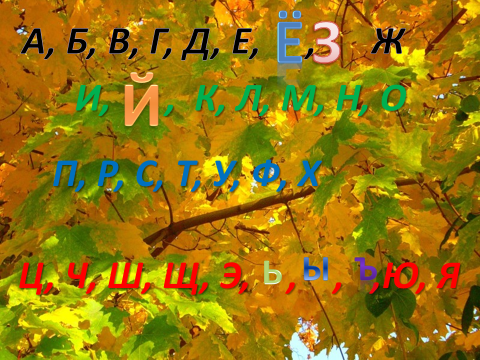 А, Б, В, Г, Д, Е, Ё,З Ж
И, Й, К, Л, М, Н, О
П, Р, С, Т, У, Ф, Х
Ц, Ч, Ш, Щ, Э, Ь, Ы, Ъ,Ю, Я